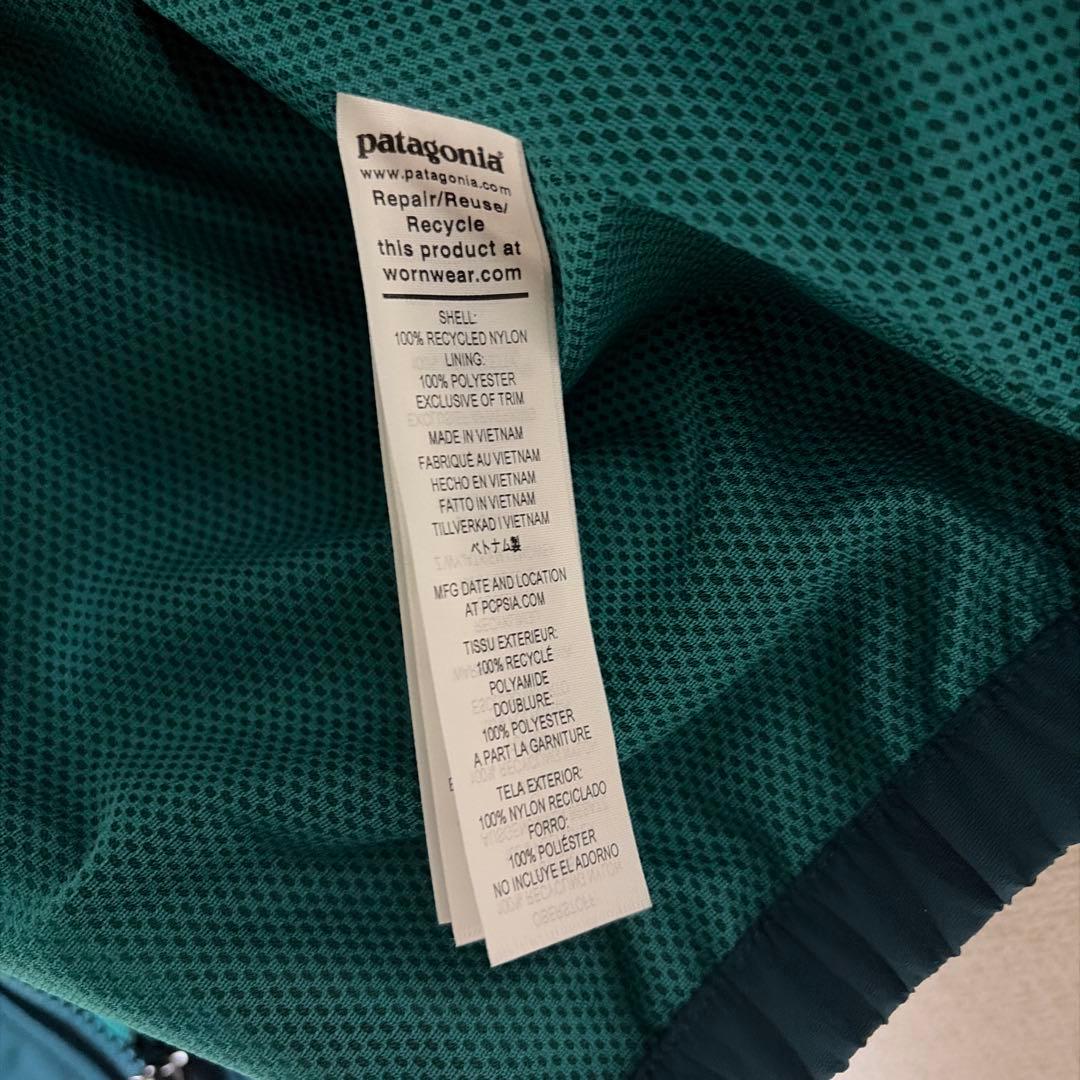 patagonia®
www.patagonia.com
Repair/Reuse/
Recycle
this product at
wornwear.com
SHELL:
100% RECYCLED NYLON
LINING:
100% POLYESTER
EXCLUSIVE OF TRIM
MADE IN VIETNAM
FABRIQUÉ AU VIETNAM
HECHO EN VIETNAM
FATTO IN VIETNAM
TILLVERKAD I VIETNAM
ベトナム製
MFG DATE AND LOCATION
AT PCPSIA.COM
TISSU EXTERIEUR:
100% RECYCLÉ
POLYAMIDE
DOUBLURE:
100% POLYESTER
A PART LA GARNITURE
TELA EXTERIOR:
100% NYLON RECICLADO
FORRO:
100% POLIÉSTER
NO INCLUYE EL ADORNO